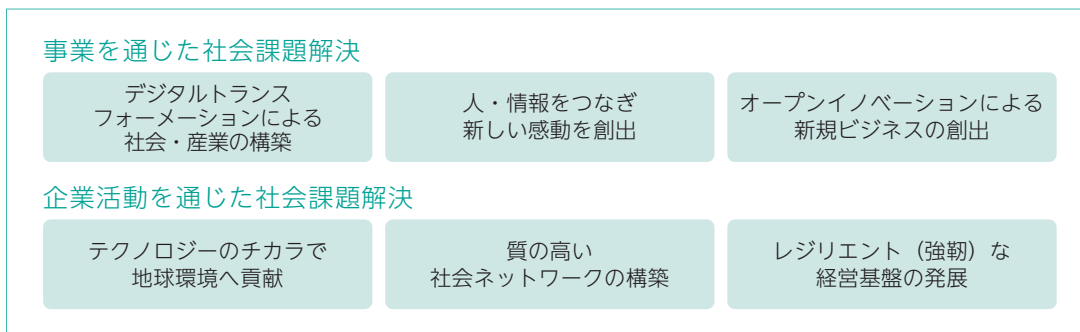 事業を通じた社会課題解決
デジタルトランス
フォーメーションによる
社会・産業の構築
人・情報をつなぎ
新しい感動を創出
オープンイノベーションによる
新規ビジネスの創出
企業活動を通じた社会課題解決
テクノロジーのチカラで
地球環境へ貢献
質の高い
社会ネットワークの構築
レジリエント（強靭）な
経営基盤の発展